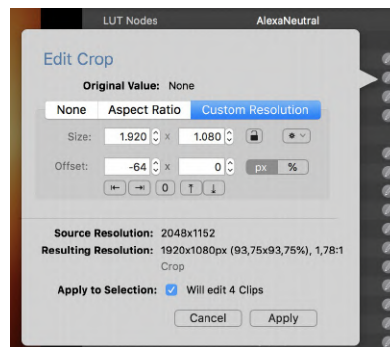 LUT Nodes AlexaNeutral
Edit Crop
Original Value: None
None Aspect Ratio Custom Resolution
Size: 1.920 x 1.080
Offset: -64 x 0 px %
0
Source Resolution: 2048x1152
Resulting Resolution: 1920x1080px (93,75x93,75%), 1,78:1
Crop
Apply to Selection: Will edit 4 Clips
Cancel Apply